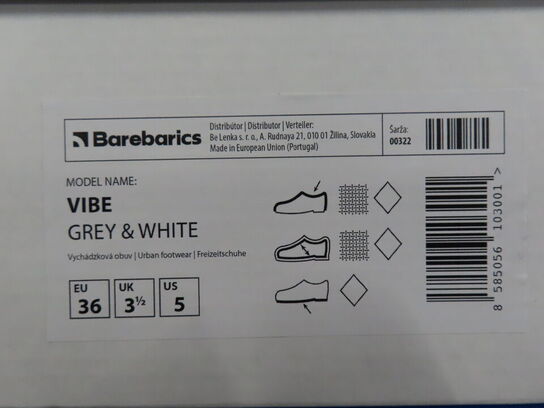 Barebarics
Distribútor | Distributor | Verteiler:
Be Lenka s. r. o., A. Rudnaya 21, 010 01 Žilina, Slovakia
Made in European Union (Portugal)
Šarža:
00322
MODEL NAME:
VIBE
GREY & WHITE
Vychádzková obuv | Urban footwear | Freizeitschuhe
EU
36
UK
3½
US
5
8 585056 103001 >